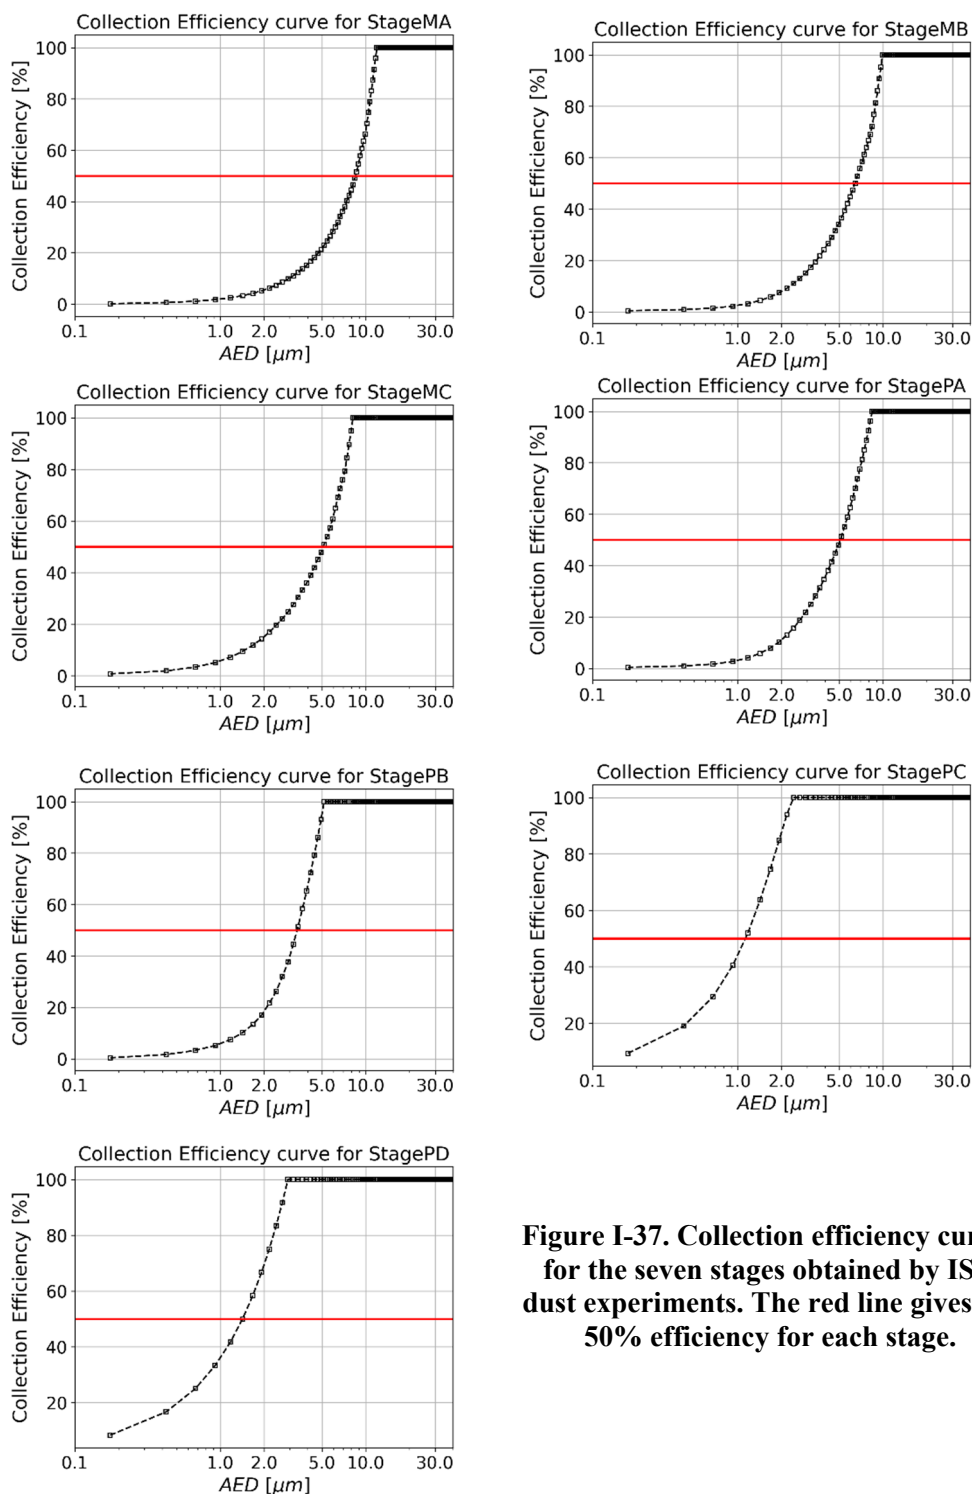 Collection Efficiency curve for StageMA
Collection Efficiency [%]
100
80
60
40
20
0
0.1 1.0 2.0 5.0 10.0 30.0
AED [μm]
Collection Efficiency curve for StageMB
Collection Efficiency [%]
100
80
60
40
20
0
0.1 1.0 2.0 5.0 10.0 30.0
AED [μm]
Collection Efficiency curve for StageMC
Collection Efficiency [%]
100
80
60
40
20
0
0.1 1.0 2.0 5.0 10.0 30.0
AED [μm]
Collection Efficiency curve for StagePA
Collection Efficiency [%]
100
80
60
40
20
0
0.1 1.0 2.0 5.0 10.0 30.0
AED [μm]
Collection Efficiency curve for StagePB
Collection Efficiency [%]
100
80
60
40
20
0
0.1 1.0 2.0 5.0 10.0 30.0
AED [μm]
Collection Efficiency curve for StagePC
Collection Efficiency [%]
100
80
60
40
20
0.1 1.0 2.0 5.0 10.0 30.0
AED [μm]
Collection Efficiency curve for StagePD
Collection Efficiency [%]
100
80
60
40
20
0.1 1.0 2.0 5.0 10.0 30.0
AED [μm]
Figure I-37. Collection efficiency
for the seven stages obtained by
dust experiments. The red line gives
50% efficiency for each stage.